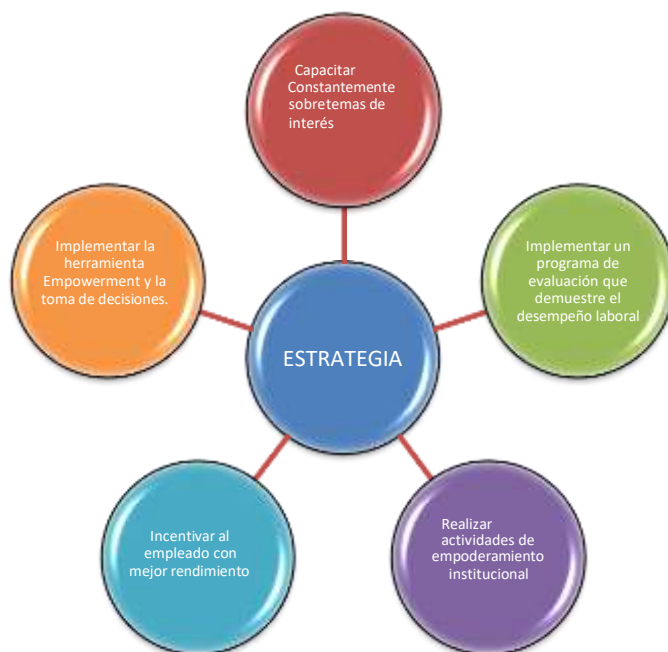 Capacitar
Constantemente
sobretemas de
interés
Implementar la
herramienta
Empowerment y la
toma de decisiones.
Implementar un
programa de
evaluación que
demuestre el
desempeño laboral
ESTRATEGIA
Incentivar al
empleado con
mejor rendimiento
Realizar
actividades de
empoderamiento
institucional